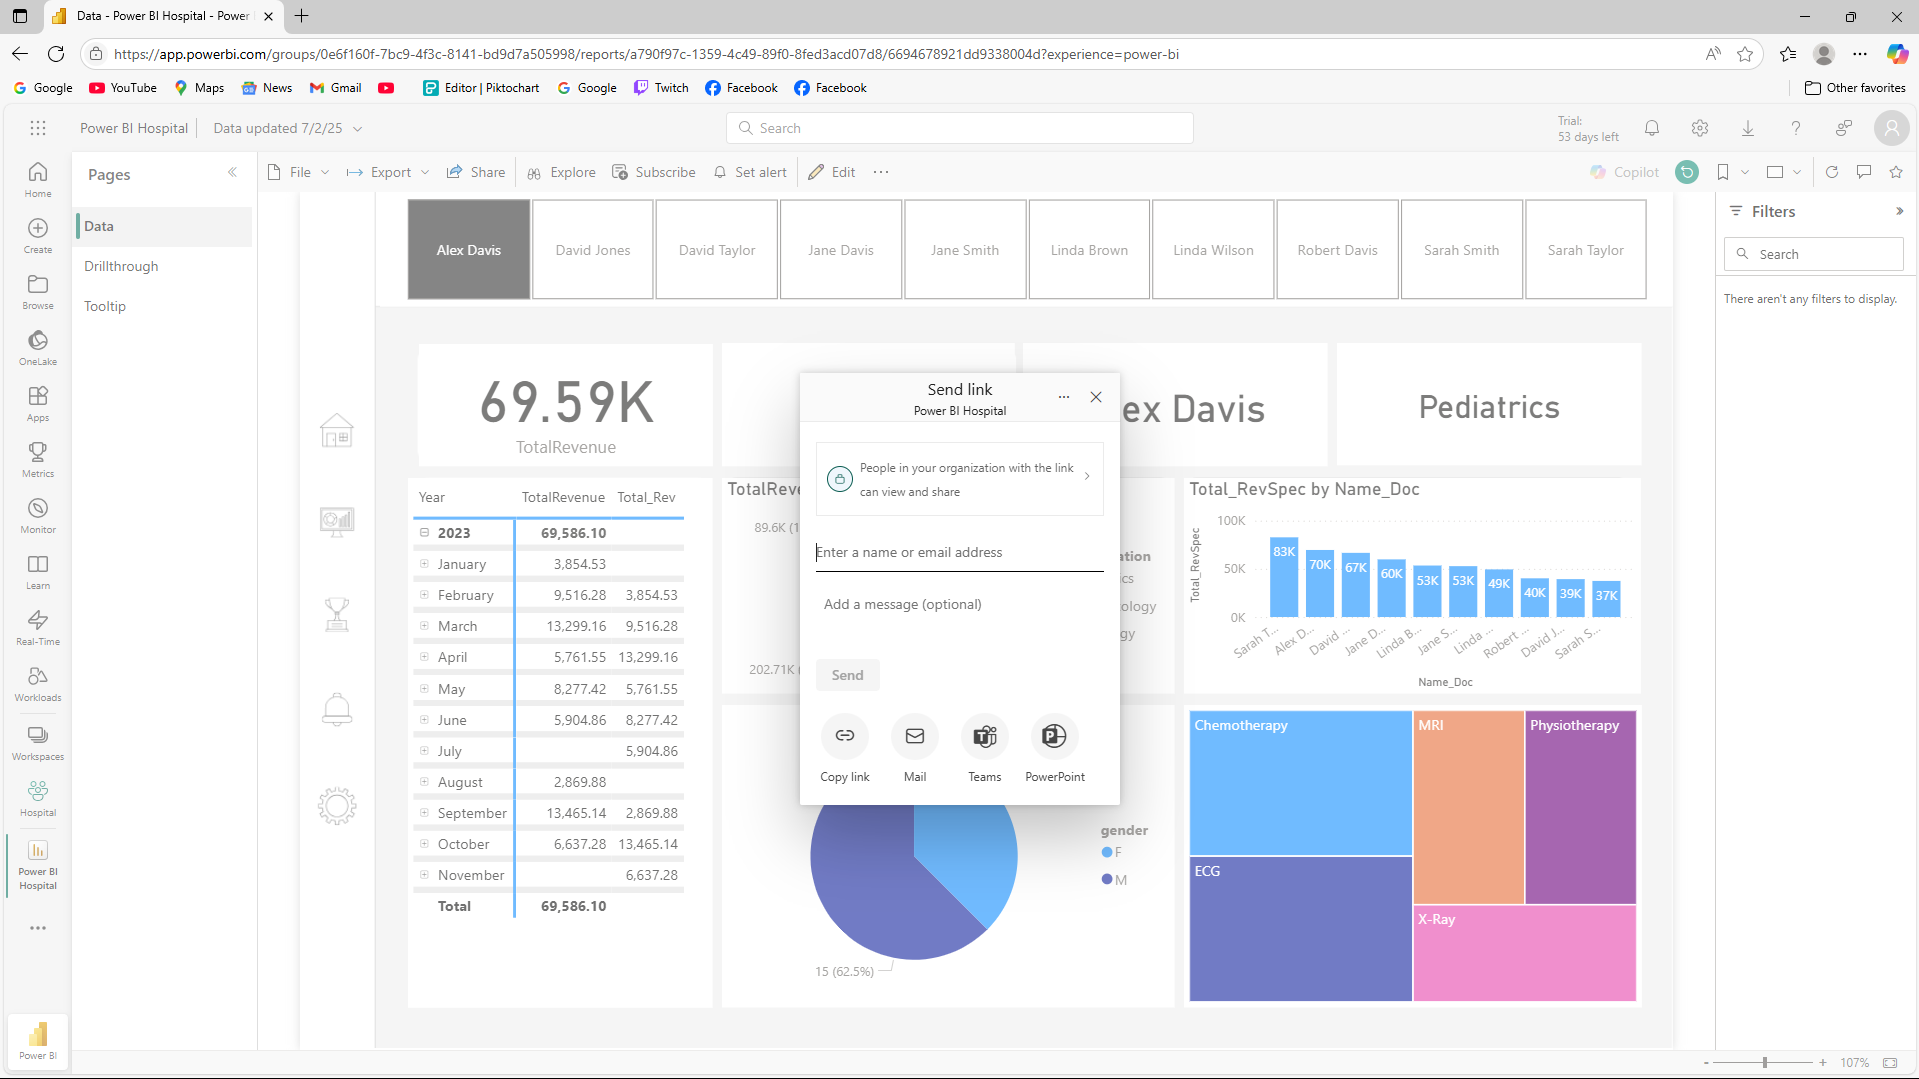 Data - Power BI Hospital - Power
https://app.powerbi.com/groups/0e6f160f-7bc9-4f3c-8141-bd9d7a505998/reports/a790f97c-1359-4c49-89f0-8fed3acd07d8/6694678921dd9338004d?experience=power-bi
Google YouTube Maps News Gmail Editor | Piktochart Google Twitch Facebook Facebook Other favorites
Power BI Hospital Data updated 7/2/25 Search Trial:
53 days left
Pages File Export Share Explore Subscribe Set alert Edit Copilot
Home
Create
Browse
OneLake
Apps
Metrics
Monitor
Learn
Real-Time
Workloads
Workspaces
Hospital
Power BI
Hospital
Power BI
Data
Drillthrough
Tooltip
Alex Davis David Jones David Taylor Jane Davis Jane Smith Linda Brown Linda Wilson Robert Davis Sarah Smith Sarah Taylor
Filters
Search
There aren't any filters to display.
69.59K
TotalRevenue
ex Davis
Pediatrics
Send link
Power BI Hospital
People in your organization with the link
can view and share
Enter a name or email address
Add a message (optional)
Send
Copy link Mail Teams PowerPoint
Year TotalRevenue Total_Rev
2023 69,586.10
January 3,854.53
February 9,516.28 3,854.53
March 13,299.16 9,516.28
April 5,761.55 13,299.16
May 8,277.42 5,761.55
June 5,904.86 8,277.42
July 5,904.86
August 2,869.88
September 13,465.14 2,869.88
October 6,637.28 13,465.14
November 6,637.28
Total 69,586.10
TotalReve
89.6K (1
202.71K (
ation
ics
ology
gy
Total_RevSpec by Name_Doc
Total_RevSpec
100K
50K
0K
83K 70K 67K 60K 53K 53K 49K 40K 39K 37K
Sarah T... Alex D... David ... Jane D... Linda B... Jane S... Linda ... Robert ... David J... Sarah S...
Name_Doc
gender
F
M
15 (62.5%)
Chemotherapy
MRI
Physiotherapy
ECG
X-Ray
- + 107%